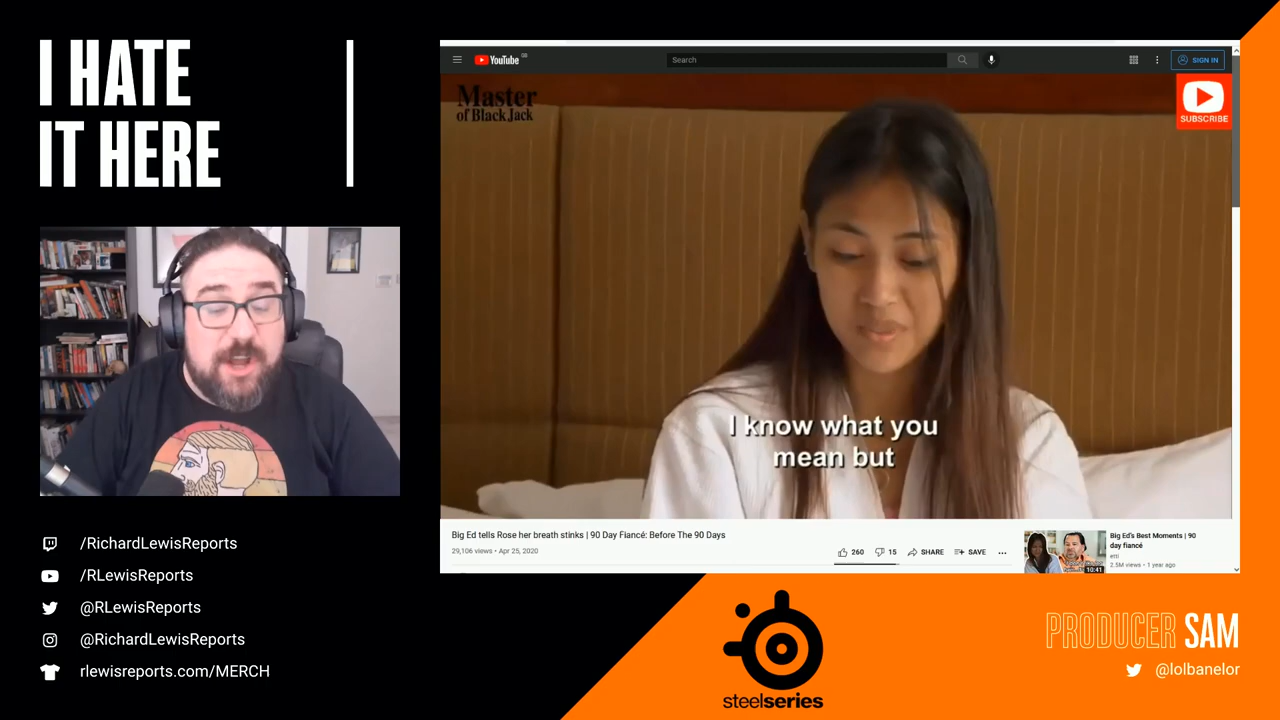 I HATE
IT HERE
/RichardLewisReports
/RLewisReports
@RLewisReports
@RichardLewisReports
rlewisreports.com/MERCH
YouTube GB
Search
SIGN IN
Master
of BlackJack
SUBSCRIBE
I know what you
mean but
Big Ed tells Rose her breath stinks | 90 Day Fiancé: Before The 90 Days
29,106 views • Apr 25, 2020
260
15
SHARE
SAVE
Big Ed's Best Moments | 90
day fiancé
2.5M views • 1 year ago
10:41
steelseries
PRODUCER SAM
@lolbanelor